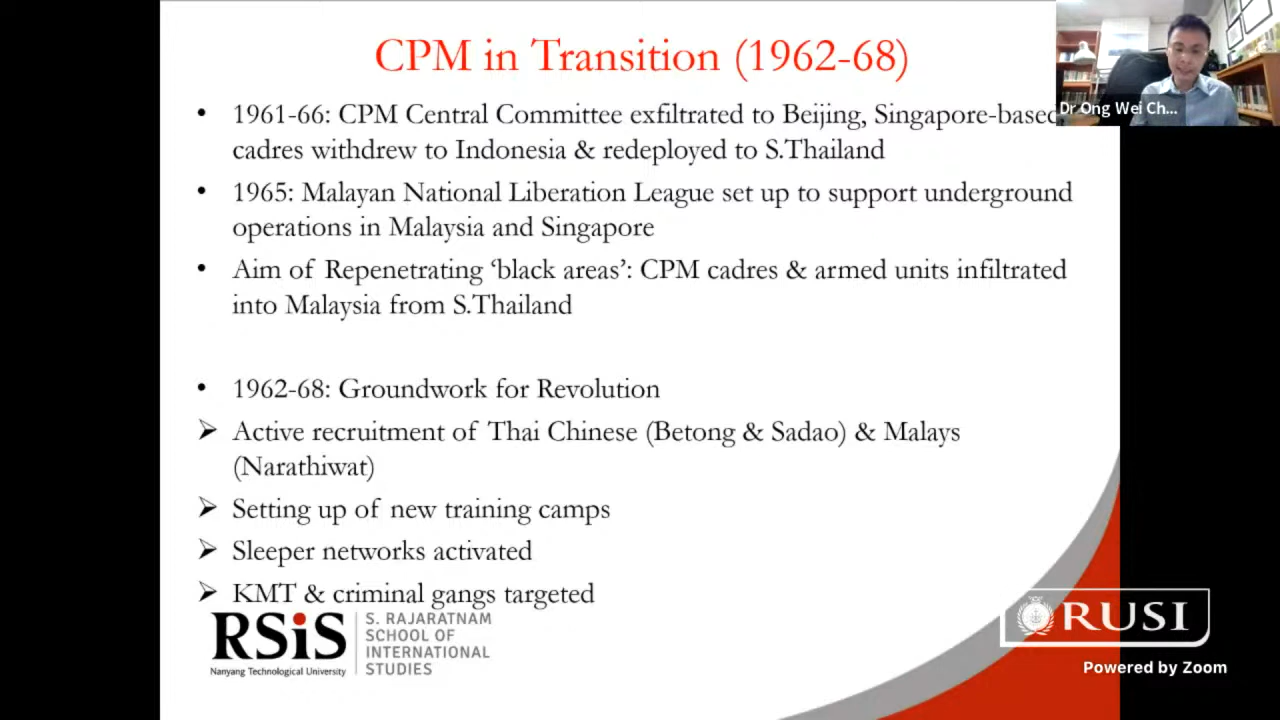 CPM in Transition (1962-68)
• 1961-66: CPM Central Committee exfiltrated to Beijing, Singapore-based
cadres withdrew to Indonesia & redeployed to S.Thailand
• 1965: Malayan National Liberation League set up to support underground
operations in Malaysia and Singapore
• Aim of Repenetrating ‘black areas’: CPM cadres & armed units infiltrated
into Malaysia from S.Thailand
• 1962-68: Groundwork for Revolution
➢ Active recruitment of Thai Chinese (Betong & Sadao) & Malays
(Narathiwat)
➢ Setting up of new training camps
➢ Sleeper networks activated
➢ KMT & criminal gangs targeted
Dr Ong Wei Ch...
RSiS
Nanyang Technological University
S. RAJARATNAM
SCHOOL OF
INTERNATIONAL
STUDIES
RUSI
Powered by Zoom